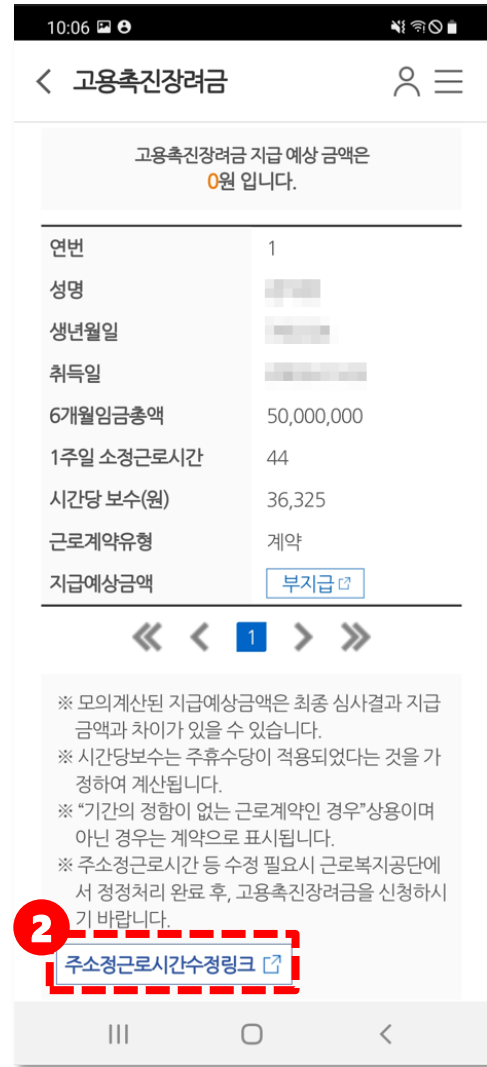 10:06
고용촉진장려금
고용촉진장려금 지급 예상 금액은
0원 입니다.
연번 1
성명
생년월일
취득일
6개월임금총액 50,000,000
1주일 소정근로시간 44
시간당 보수(원) 36,325
근로계약유형 계약
지급예상금액 부지급
1
※ 모의계산된 지급예상금액은 최종 심사결과 지급
금액과 차이가 있을 수 있습니다.
※ 시간당보수는 주휴수당이 적용되었다는 것을 가
정하여 계산됩니다.
※ “기간의 정함이 없는 근로계약인 경우”상용이며
아닌 경우는 계약으로 표시됩니다.
※ 주소정근로시간 등 수정 필요시 근로복지공단에
서 정정처리 완료 후, 고용촉진장려금을 신청하시
기 바랍니다.
2
주소정근로시간수정링크